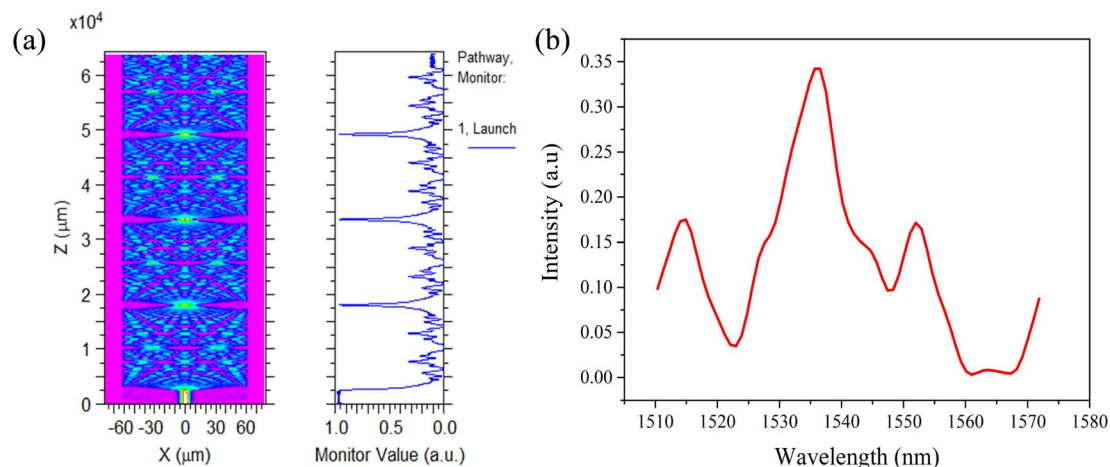 (a)
x10⁴
6
5
4
3
2
1
0
Z (μm)
-60 -30 0 30 60
X (μm)
Pathway,
Monitor:
1, Launch
1.0 0.5 0.0
Monitor Value (a.u.)
(b)
0.35
0.30
0.25
0.20
0.15
0.10
0.05
0.00
Intensity (a.u)
1510 1520 1530 1540 1550 1560 1570 1580
Wavelength (nm)